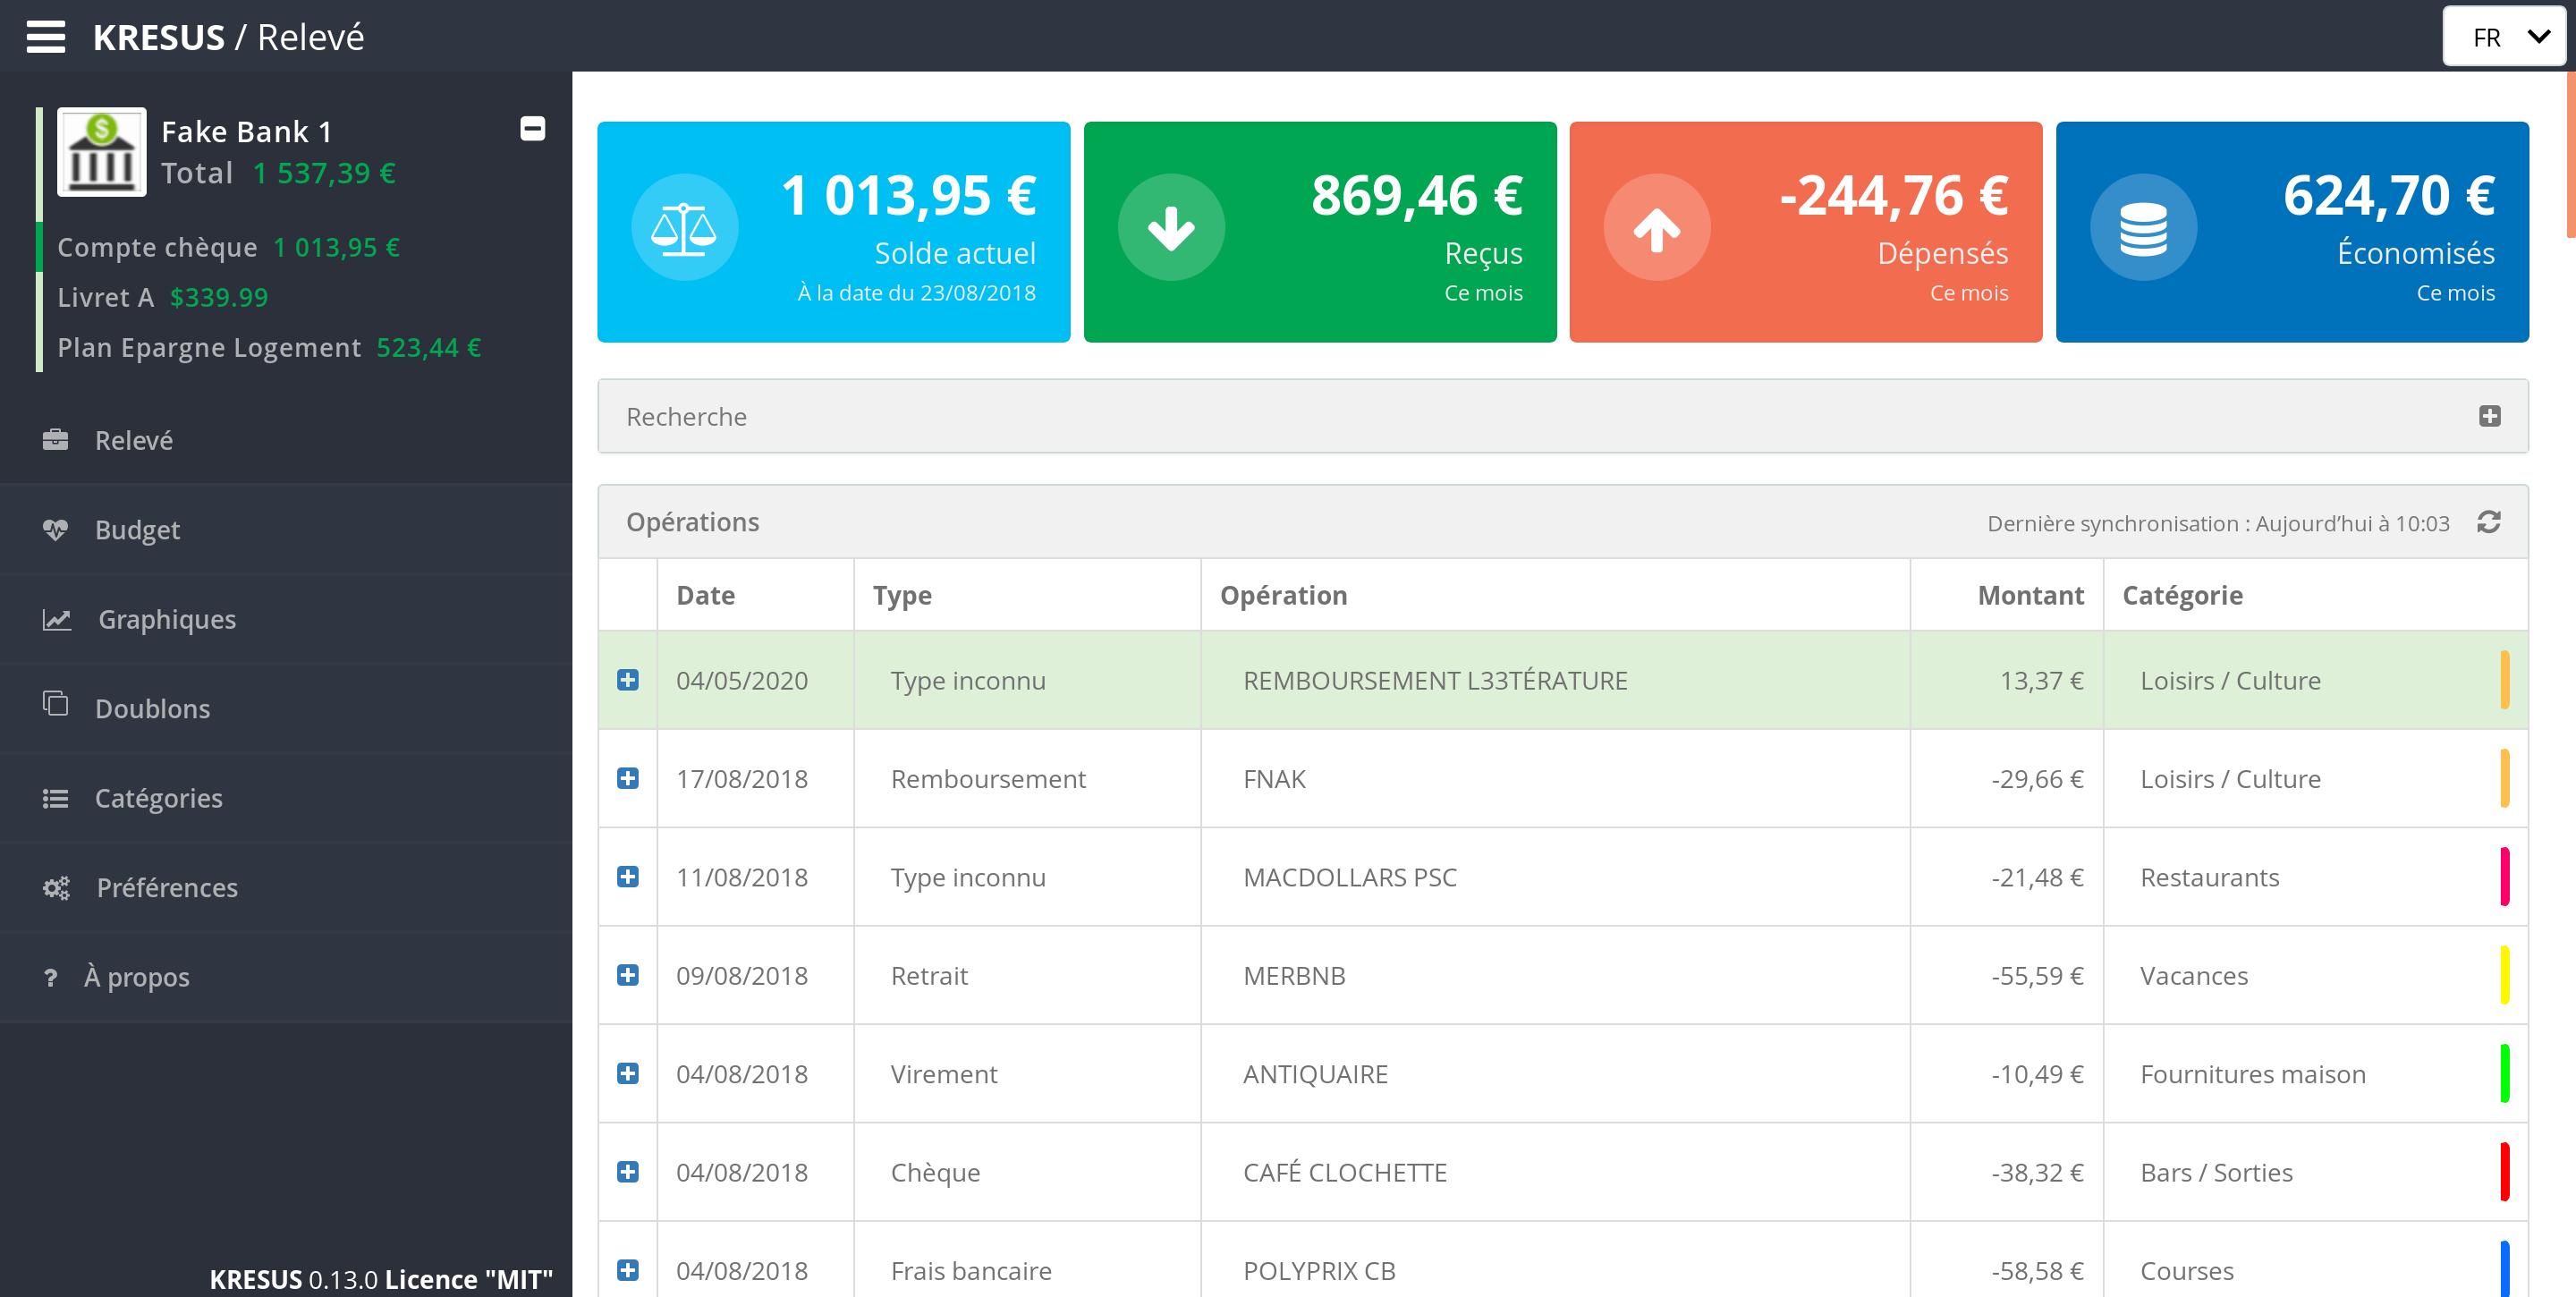 KRESUS / Relevé
FR
Fake Bank 1
Total 1 537,39 €
Compte chèque 1 013,95 €
Livret A $339.99
Plan Epargne Logement 523,44 €
Relevé
Budget
Graphiques
Doublons
Catégories
Préférences
? À propos
KRESUS 0.13.0 Licence "MIT"
1 013,95 €
Solde actuel
À la date du 23/08/2018
869,46 €
Reçus
Ce mois
-244,76 €
Dépensés
Ce mois
624,70 €
Économisés
Ce mois
Recherche
Opérations Dernière synchronisation : Aujourd’hui à 10:03
Date Type Opération Montant Catégorie
04/05/2020 Type inconnu REMBOURSEMENT L33TÉRATURE 13,37 € Loisirs / Culture
17/08/2018 Remboursement FNAK -29,66 € Loisirs / Culture
11/08/2018 Type inconnu MACDOLLARS PSC -21,48 € Restaurants
09/08/2018 Retrait MERBNB -55,59 € Vacances
04/08/2018 Virement ANTIQUAIRE -10,49 € Fournitures maison
04/08/2018 Chèque CAFÉ CLOCHETTE -38,32 € Bars / Sorties
04/08/2018 Frais bancaire POLYPRIX CB -58,58 € Courses